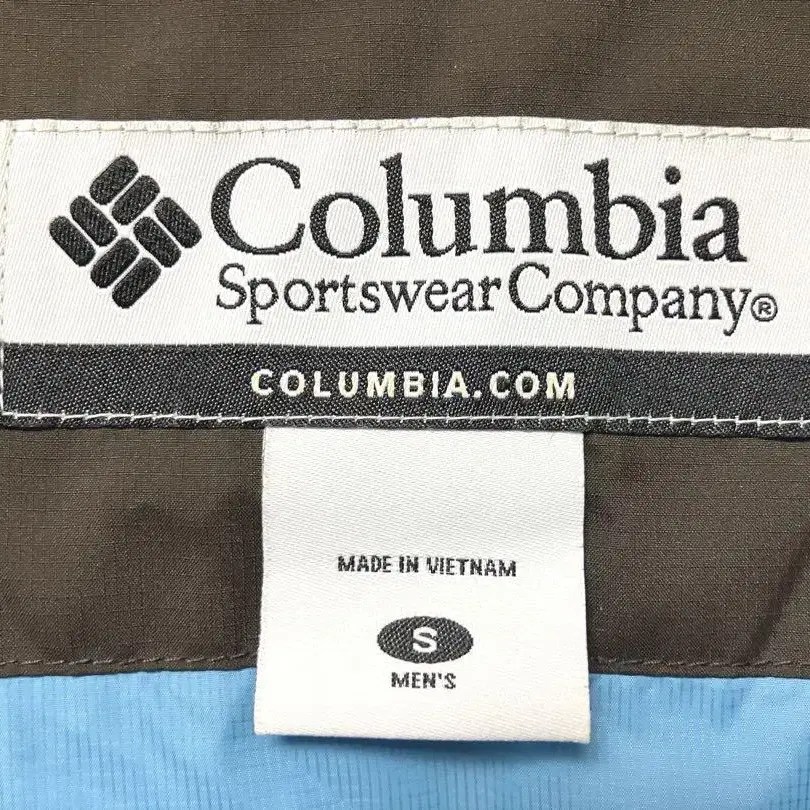 Columbia
Sportswear Company®
COLUMBIA.COM
MADE IN VIETNAM
S
MEN'S